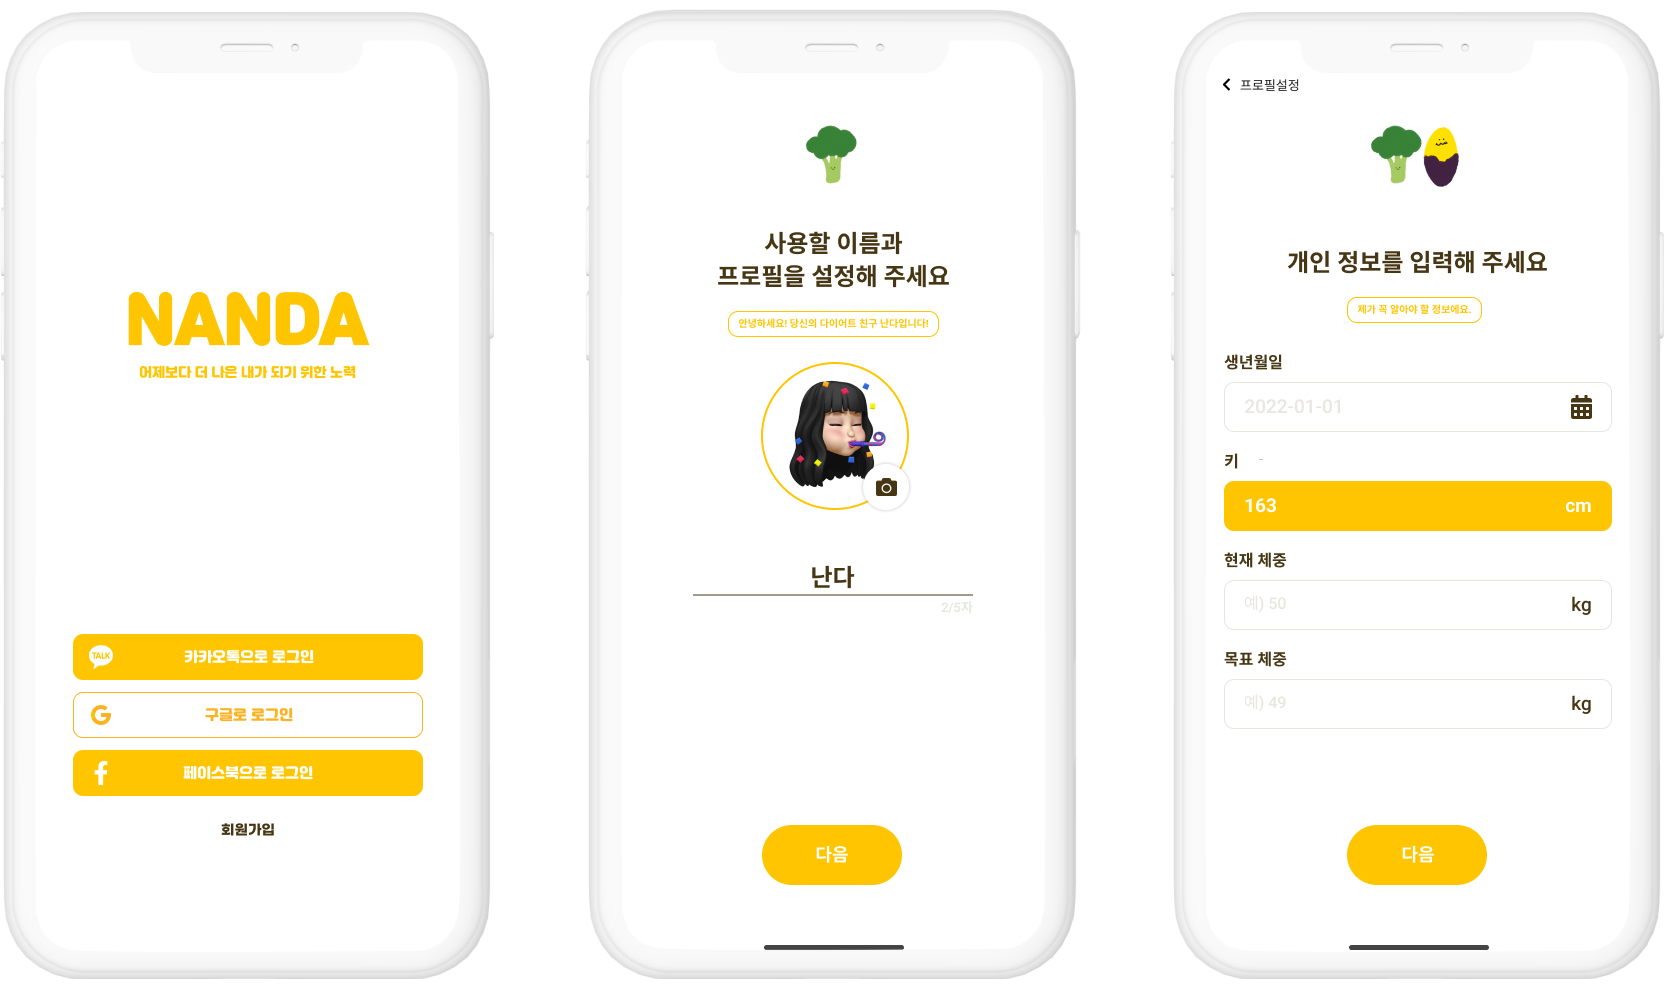 NANDA
어제보다 더 나은 내가 되기 위한 노력
TALK
카카오톡으로 로그인
G
구글로 로그인
f
페이스북으로 로그인
회원가입
사용할 이름과
프로필을 설정해 주세요
안녕하세요! 당신의 다이어트 친구 난다입니다!
난다
2/5자
다음
프로필설정
개인 정보를 입력해 주세요
제가 꼭 알아야 할 정보에요.
생년월일
2022-01-01
키 -
163 cm
현재 체중
예) 50 kg
목표 체중
예) 49 kg
다음